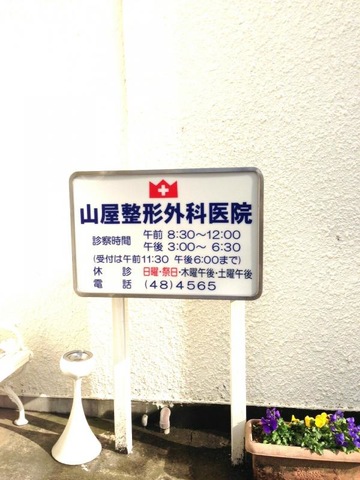 山屋整形外科医院
診察時間 午前 8:30〜12:00
午後 3:00〜 6:30
(受付は午前11:30 午後6:00まで)
休診 日曜・祭日・木曜午後・土曜午後
電話 (48)4565